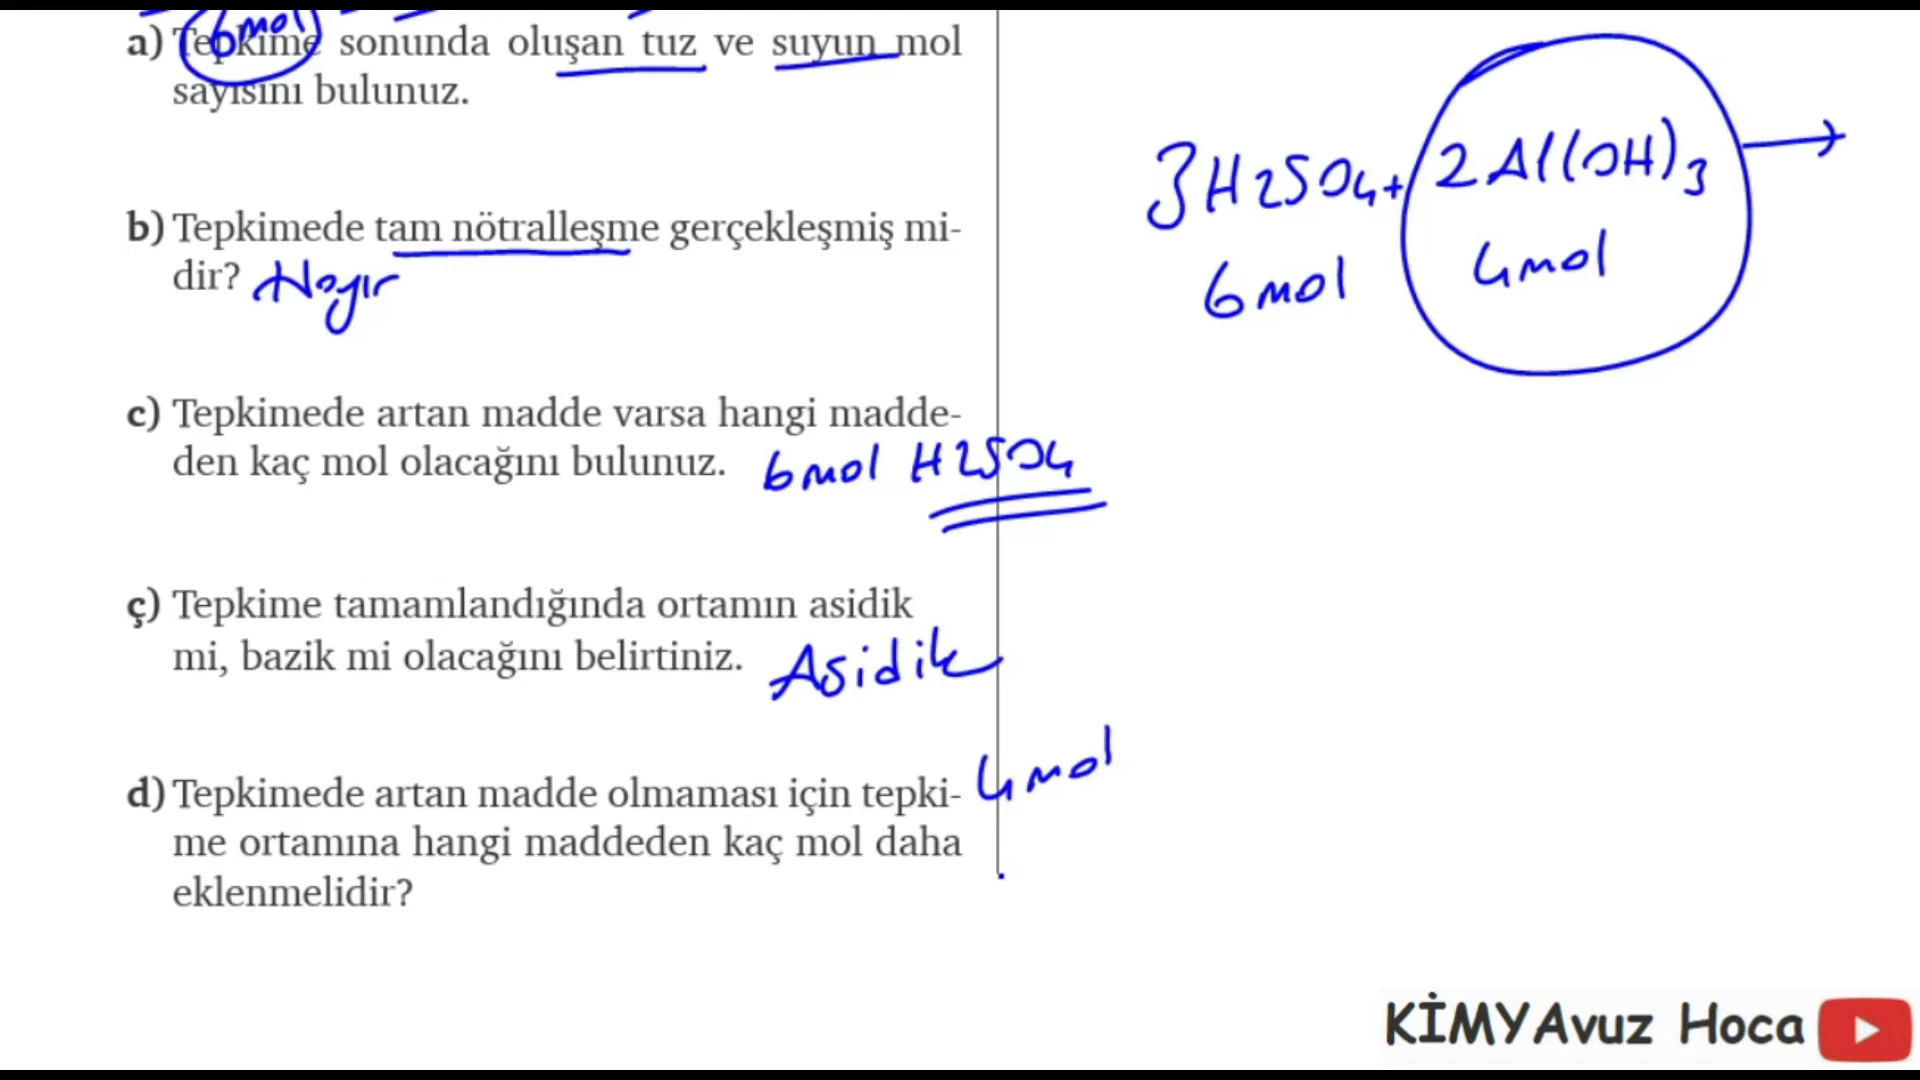 6mol
a) Tepkime sonunda oluşan tuz ve suyun mol
sayısını bulunuz.
b) Tepkimede tam nötralleşme gerçekleşmiş mi-
dir? Hayır
c) Tepkimede artan madde varsa hangi madde-
den kaç mol olacağını bulunuz. 6mol H2SO4
ç) Tepkime tamamlandığında ortamın asidik
mi, bazik mi olacağını belirtiniz. Asidik
d) Tepkimede artan madde olmaması için tepki- 4mol
me ortamına hangi maddeden kaç mol daha
eklenmelidir?
3H2SO4 + 2Al(OH)3 →
6mol 4mol
KİMYAvuz Hoca